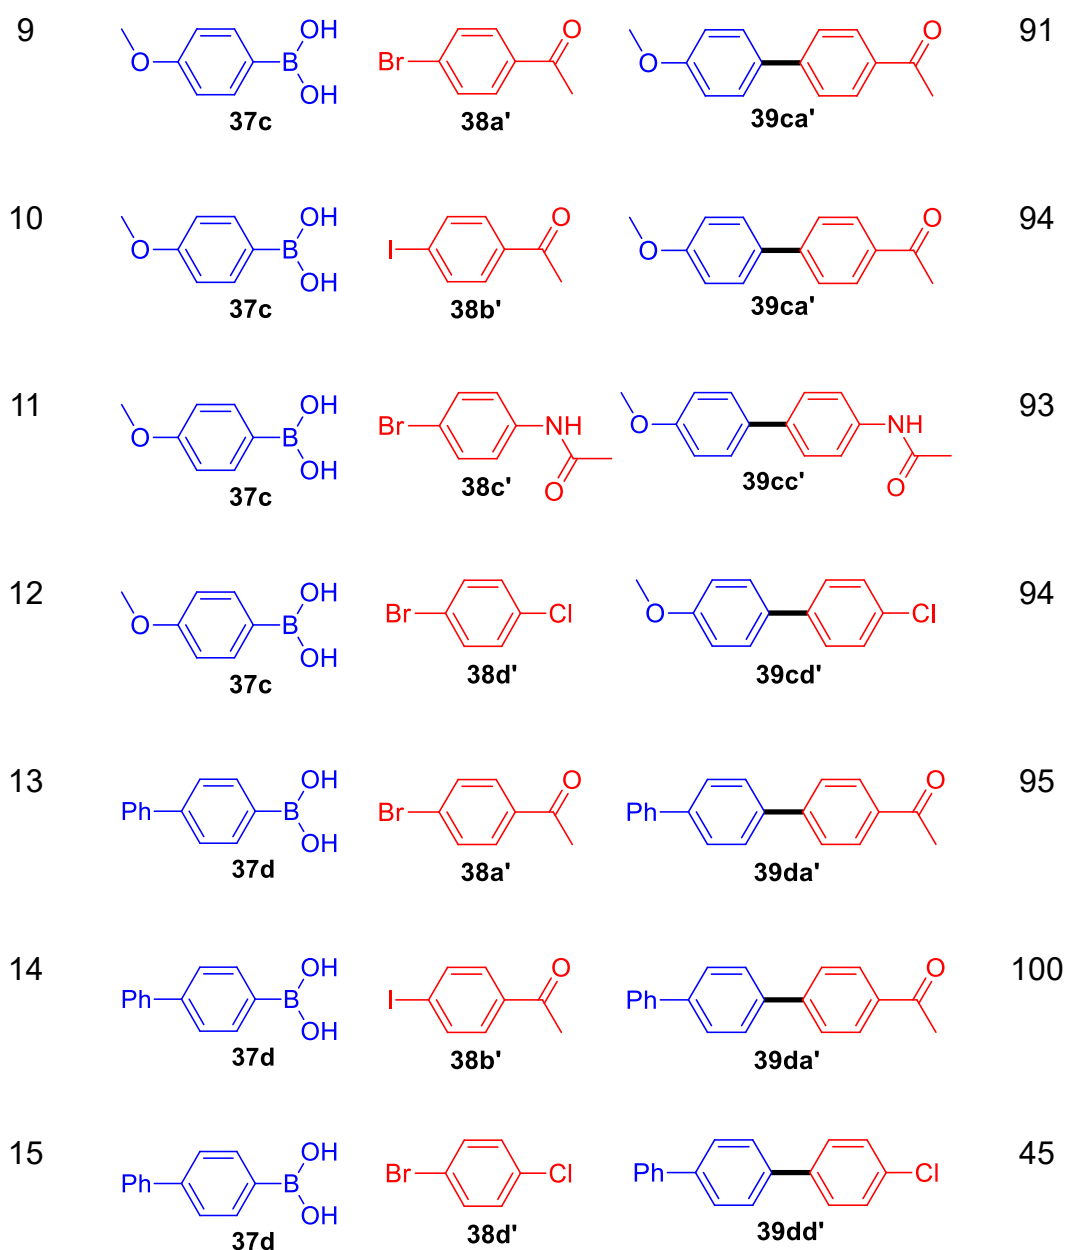 9 O B OH OH 37c Br O 38a' O O 39ca' 91
10 O B OH OH 37c I O 38b' O O 39ca' 94
11 O B OH OH 37c Br NH O 38c' O NH O 39cc' 93
12 O B OH OH 37c Br Cl 38d' O Cl 39cd' 94
13 Ph B OH OH 37d Br O 38a' Ph O 39da' 95
14 Ph B OH OH 37d I O 38b' Ph O 39da' 100
15 Ph B OH OH 37d Br Cl 38d' Ph Cl 39dd' 45